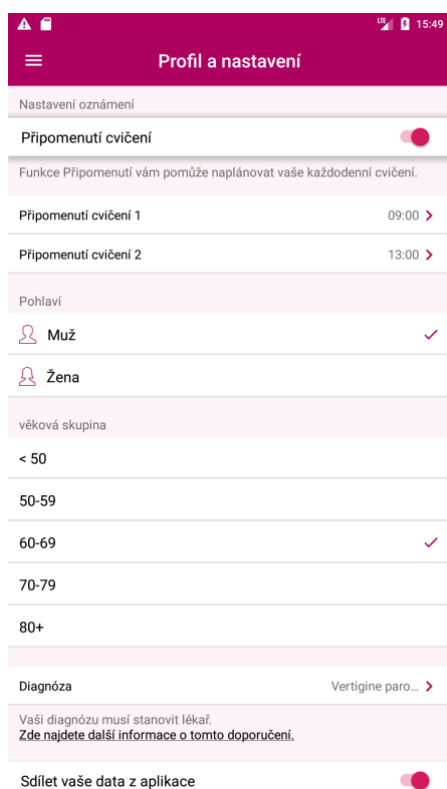 LTE 15:49
Profil a nastavení
Nastavení oznámení
Připomenutí cvičení
Funkce Připomenutí vám pomůže naplánovat vaše každodenní cvičení.
Připomenutí cvičení 1 09:00
Připomenutí cvičení 2 13:00
Pohlaví
Muž
Žena
věková skupina
< 50
50-59
60-69
70-79
80+
Diagnóza Vertigine paro...
Vaši diagnózu musí stanovit lékař.
Zde najdete další informace o tomto doporučení.
Sdílet vaše data z aplikace